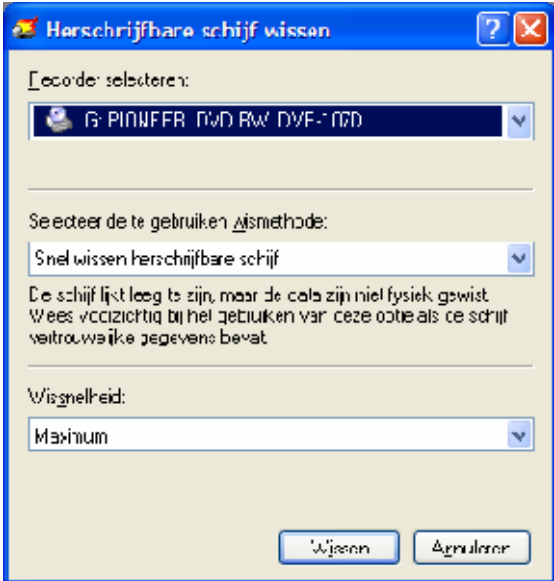 Herschrijfbare schijf wissen
Recorder selecteren:
G: PIONEER DVD RW DVR-107D
Selecteer de te gebruiken wismethode:
Snel wissen herschrijfbare schijf
De schijf lijkt leeg te zijn, maar de data zijn niet fysiek gewist.
Wees voorzichtig bij het gebruiken van deze optie als de schijf
vertrouwelijke gegevens bevat.
Wissnelheid:
Maximum
Wissen
Annuleren